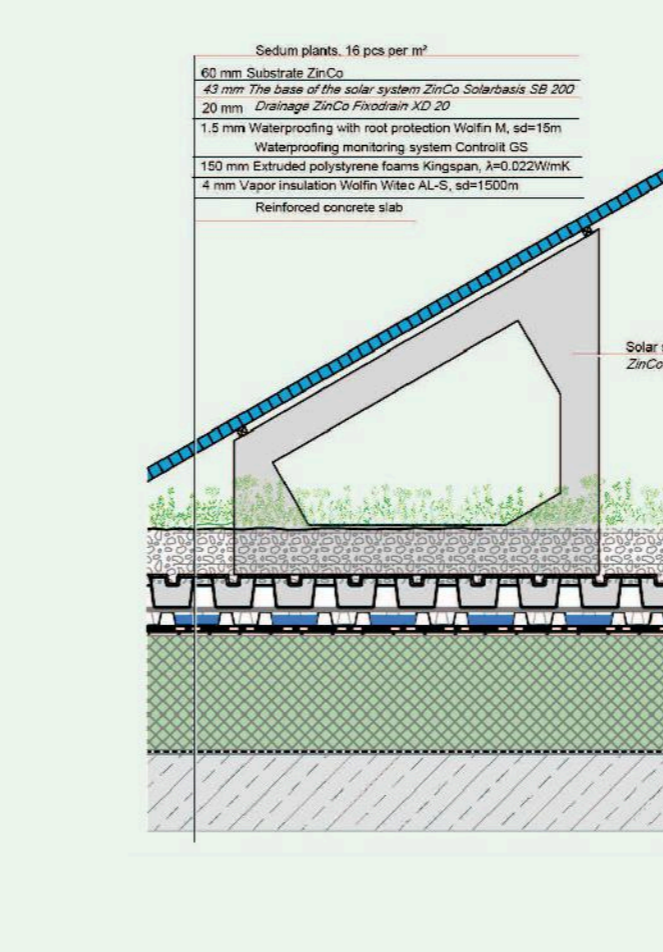 Sedum plants, 16 pcs per m²
60 mm Substrate ZinCo
43 mm The base of the solar system ZinCo Solarbasis SB 200
20 mm Drainage ZinCo Fixodrain XD 20
1.5 mm Waterproofing with root protection Wolfin M, sd=15m
Waterproofing monitoring system Controlit GS
150 mm Extruded polystyrene foams Kingspan, λ=0.022W/mK
4 mm Vapor insulation Wolfin Witec AL-S, sd=1500m
Reinforced concrete slab
Solar
ZinCo